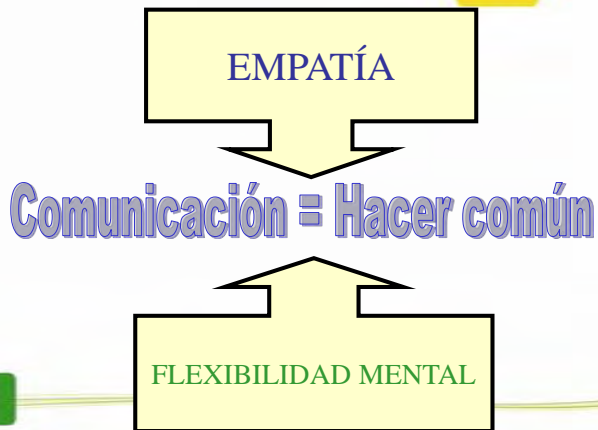 EMPATÍA
Comunicación = Hacer común
FLEXIBILIDAD MENTAL